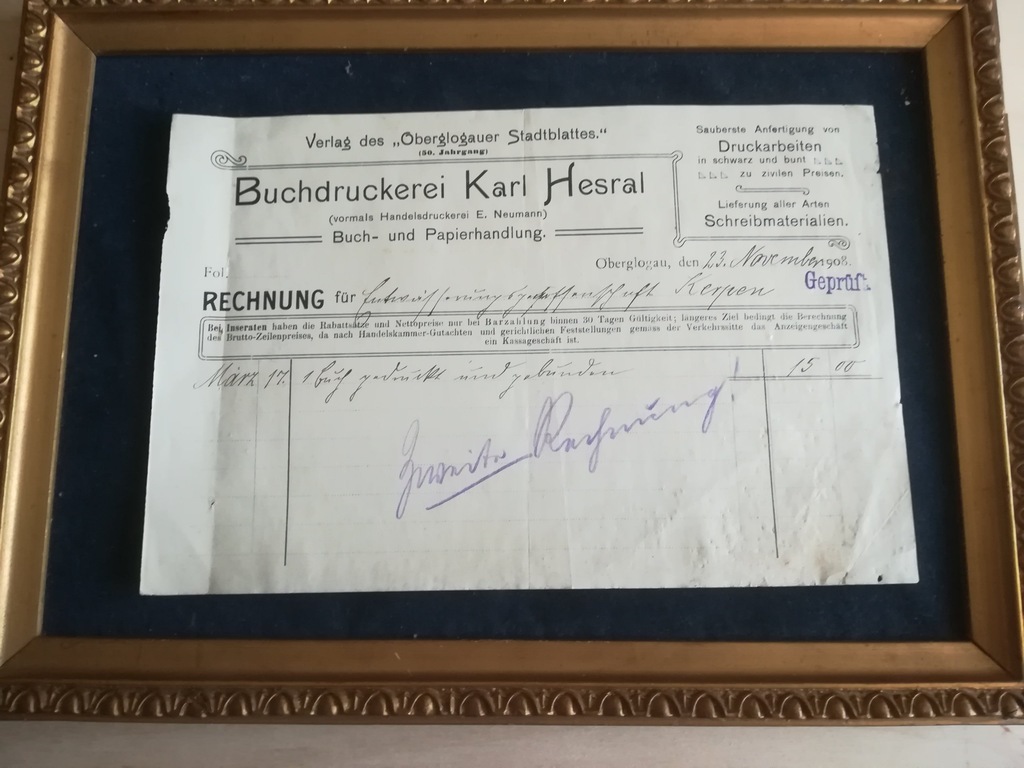 Verlag des „Oberglogauer Stadtblattes."
(50. Jahrgang)
Buchdruckerei Karl Hesral
(vormals Handelsdruckerei E. Neumann)
Buch- und Papierhandlung.
Sauberste Anfertigung von
Druckarbeiten
in schwarz und bunt
zu zivilen Preisen.
Lieferung aller Arten
Schreibmaterialien.
Fol.
Oberglogau, den 23. November 1908.
Geprüft
RECHNUNG für Entwässerungsgenossenschaft Kerpen
Bei Inseraten haben die Rabattsätze und Nettopreise nur bei Barzahlung binnen 30 Tagen Gültigkeit; längeres Ziel bedingt die Berechnung
des Brutto-Zeilenpreises, da nach Handelskammer-Gutachten und gerichtlichen Feststellungen gemäss der Verkehrssitte das Anzeigengeschäft
ein Kassageschäft ist.
März 17. 1 buch gedruckt und gebunden 15 00
Zweite Rechnung!